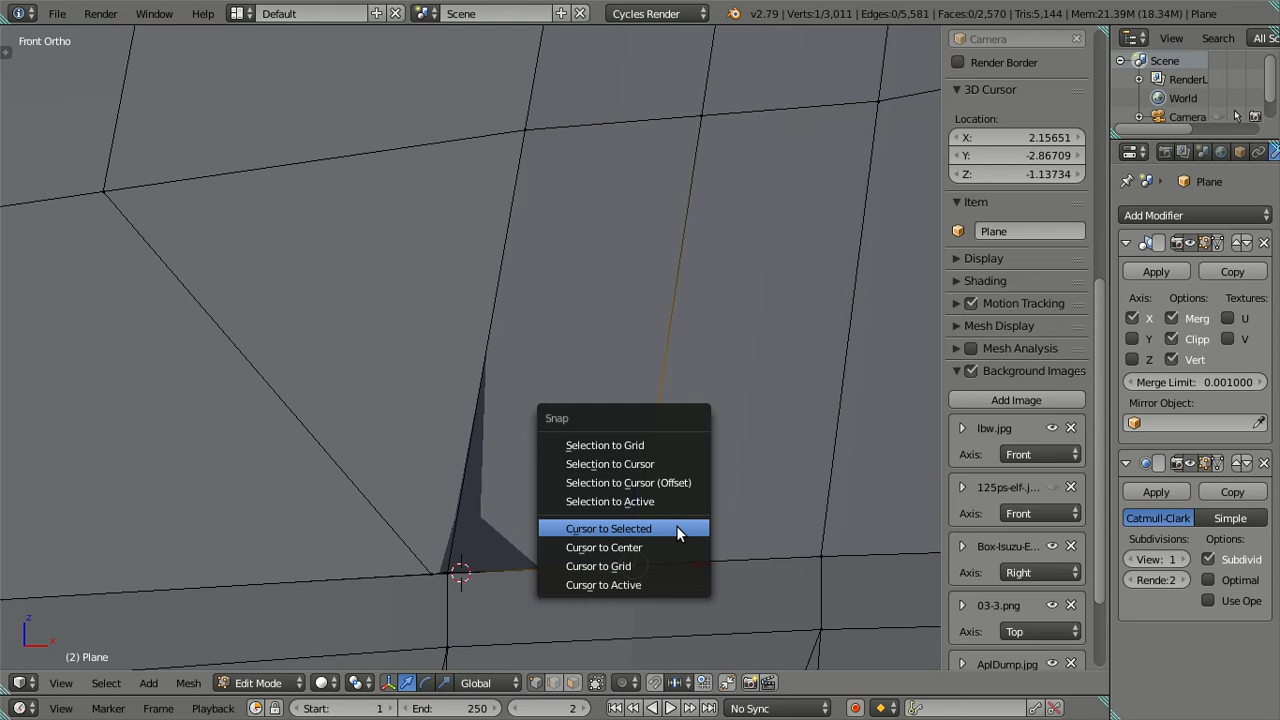 File Render Window Help Default Scene Cycles Render v2.79 | Verts:1/3,011 | Edges:0/5,581 | Faces:0/2,570 | Tris:5,144 | Mem:21.39M (18.34M) | Plane
Front Ortho
Camera
Render Border
3D Cursor
Location:
X: 2.15651
Y: -2.86709
Z: -1.13734
Item
Plane
Display
Shading
Motion Tracking
Mesh Display
Mesh Analysis
Background Images
Add Image
lbw.jpg
Axis: Front
125ps-elf-.j...
Axis: Front
Box-Isuzu-E...
Axis: Right
03-3.png
Axis: Top
AplDump.jpg
View Search All Sc
Scene
RenderL
World
Camera
Plane
Add Modifier
Apply Copy
Axis: Options: Textures:
X Merg U
Y Clipp V
Z Vert
Merge Limit: 0.001000
Mirror Object:
Apply Copy
Catmull-Clark Simple
Subdivisions: Options:
View: 1 Subdivid
Rende:2 Optimal
Use Ope
Snap
Selection to Grid
Selection to Cursor
Selection to Cursor (Offset)
Selection to Active
Cursor to Selected
Cursor to Center
Cursor to Grid
Cursor to Active
z
x
(2) Plane
View Select Add Mesh Edit Mode Global
View Marker Frame Playback Start: 1 End: 250 2 No Sync